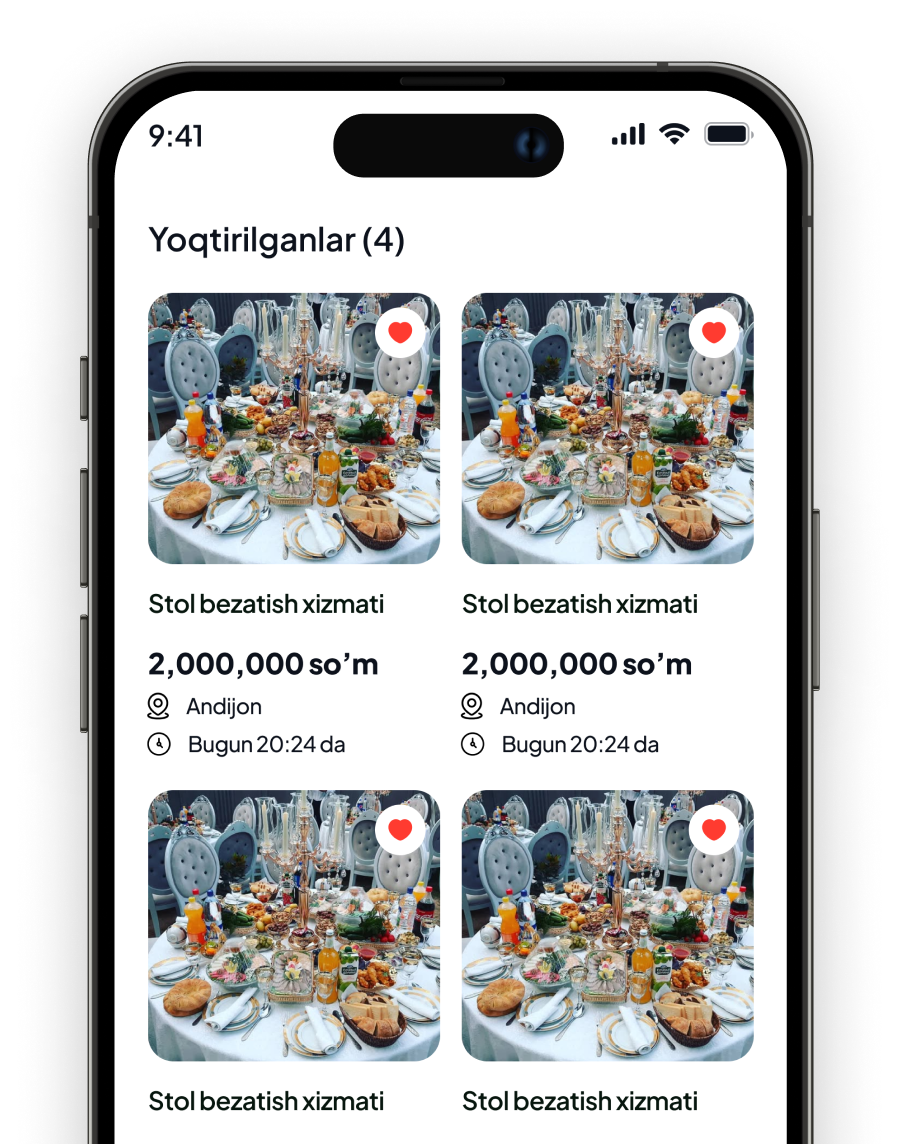 9:41
Yoqtirilganlar (4)
Stol bezatish xizmati
2,000,000 so’m
Andijon
Bugun 20:24 da
Stol bezatish xizmati
2,000,000 so’m
Andijon
Bugun 20:24 da
Stol bezatish xizmati
Stol bezatish xizmati